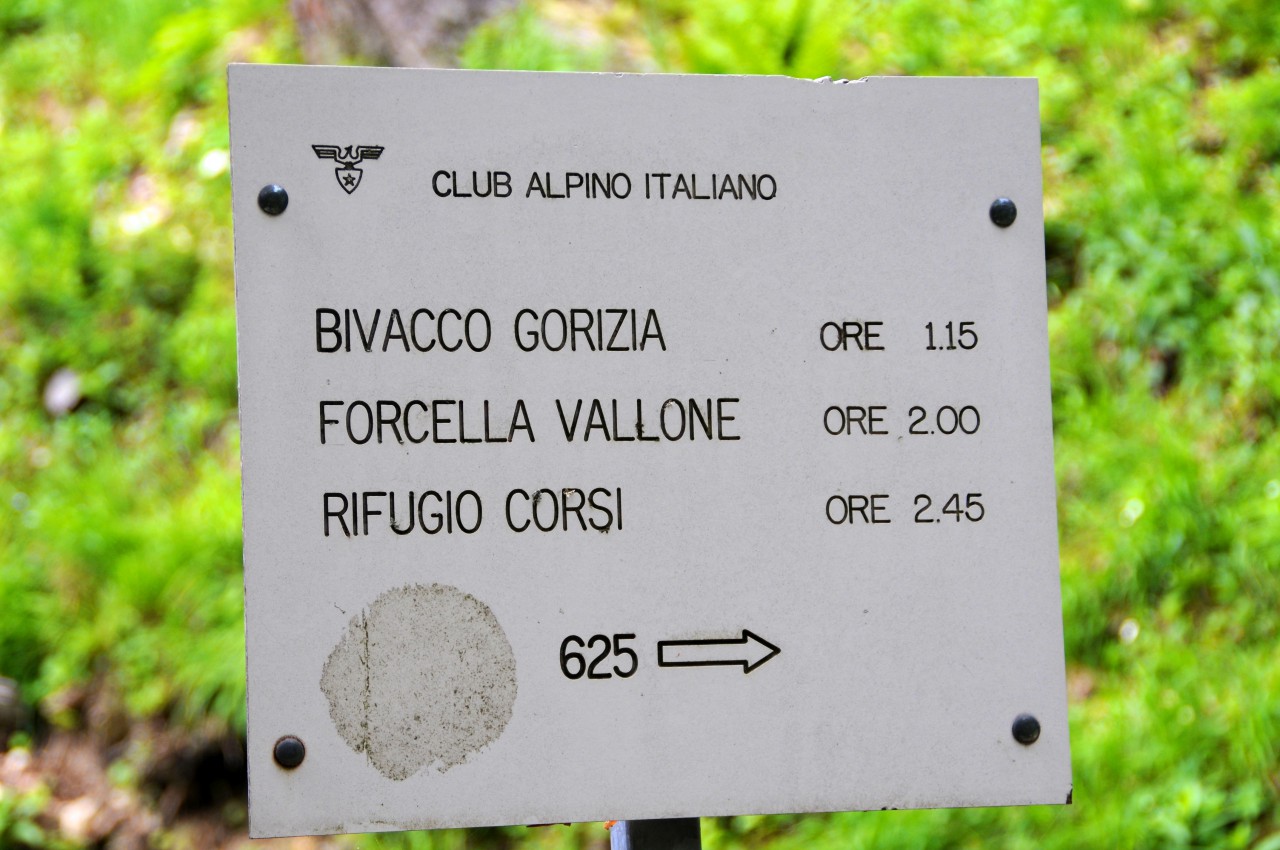 CLUB ALPINO ITALIANO
BIVACCO GORIZIA ORE 1.15
FORCELLA VALLONE ORE 2.00
RIFUGIO CORSI ORE 2.45
625